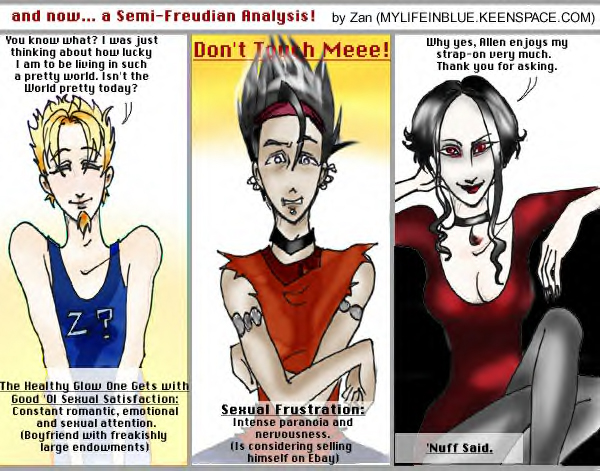 and now... a Semi-Freudian Analysis! by Zan (MYLIFEINBLUE.KEENSPACE.COM)
You know what? I was just
thinking about how lucky
I am to be living in such
a pretty world. Isn't the
World pretty today?
Z ?
The Healthy Glow One Gets with
Good 'Ol Sexual Satisfaction:
Constant romantic, emotional
and sexual attention.
(Boyfriend with freakishly
large endowments)
Don't Touch Meee!
Sexual Frustration:
Intense paranoia and
nervousness.
(Is considering selling
himself on Ebay)
Why yes, Allen enjoys my
strap-on very much.
Thank you for asking.
'Nuff Said.